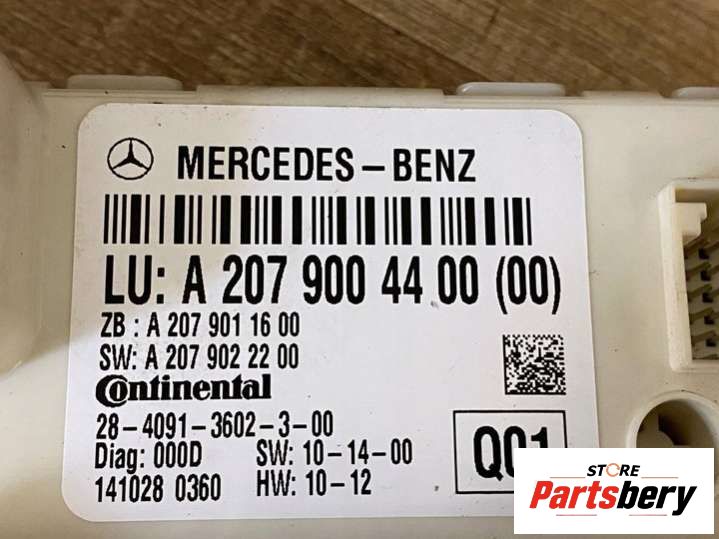 MERCEDES-BENZ
LU: A 207 900 44 00 (00)
ZB : A 207 901 16 00
SW: A 207 902 22 00
Continental
28-4091-3602-3-00
Diag: 000D SW: 10-14-00
141028 0360 HW: 10-12
Q01
STORE
Partsbery